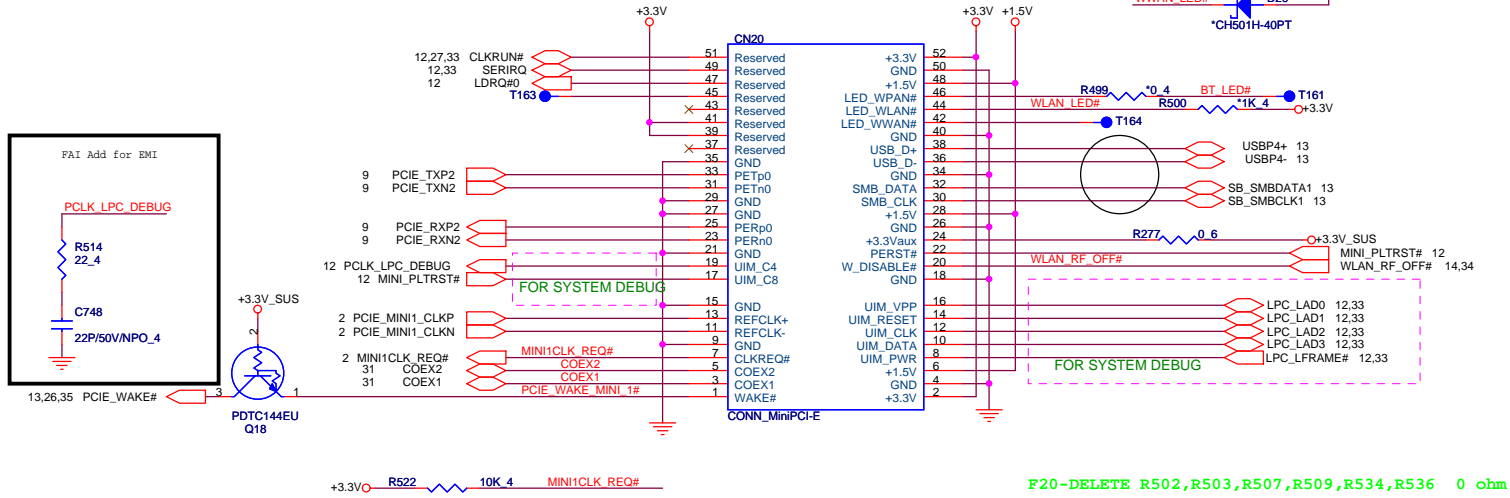 WWAN_LED#
*CH501H-40PT
+3.3V
+3.3V +1.5V
CN20
12,27,33 CLKRUN# 51 Reserved +3.3V 52
12,33 SERIRQ 49 Reserved GND 50
12 LDRQ#0 47 Reserved +1.5V 48
T163 45 Reserved LED_WPAN# 46 R499 *0_4 BT_LED# T161
43 Reserved LED_WLAN# 44 WLAN_LED# R500 *1K_4 +3.3V
41 Reserved LED_WWAN# 42 T164
39 Reserved GND 40
37 Reserved USB_D+ 38 USBP4+ 13
35 GND USB_D- 36 USBP4- 13
9 PCIE_TXP2 33 PETp0 GND 34
9 PCIE_TXN2 31 PETn0 SMB_DATA 32 SB_SMBDATA1 13
29 GND SMB_CLK 30 SB_SMBCLK1 13
27 GND +1.5V 28
9 PCIE_RXP2 25 PERp0 GND 26
9 PCIE_RXN2 23 PERn0 +3.3Vaux 24 R277 0_6 +3.3V_SUS
21 GND PERST# 22 MINI_PLTRST# 12
12 PCLK_LPC_DEBUG 19 UIM_C4 W_DISABLE# 20 WLAN_RF_OFF# WLAN_RF_OFF# 14,34
12 MINI_PLTRST# 17 UIM_C8 GND 18
FOR SYSTEM DEBUG
15 GND UIM_VPP 16 LPC_LAD0 12,33
2 PCIE_MINI1_CLKP 13 REFCLK+ UIM_RESET 14 LPC_LAD1 12,33
2 PCIE_MINI1_CLKN 11 REFCLK- UIM_CLK 12 LPC_LAD2 12,33
9 GND UIM_DATA 10 LPC_LAD3 12,33
2 MINI1CLK_REQ# MINI1CLK_REQ# 7 CLKREQ# UIM_PWR 8 LPC_LFRAME# 12,33
31 COEX2 COEX2 5 COEX2 +1.5V 6
FOR SYSTEM DEBUG
31 COEX1 COEX1 3 COEX1 GND 4
13,26,35 PCIE_WAKE# 3 1 PCIE_WAKE_MINI_1# 1 WAKE# +3.3V 2
CONN_MiniPCI-E
FAI Add for EMI
PCLK_LPC_DEBUG
R514
22_4
C748
22P/50V/NPO_4
+3.3V_SUS
2
PDTC144EU
Q18
+3.3V R522 10K_4 MINI1CLK_REQ#
F20-DELETE R502,R503,R507,R509,R534,R536 0 ohm